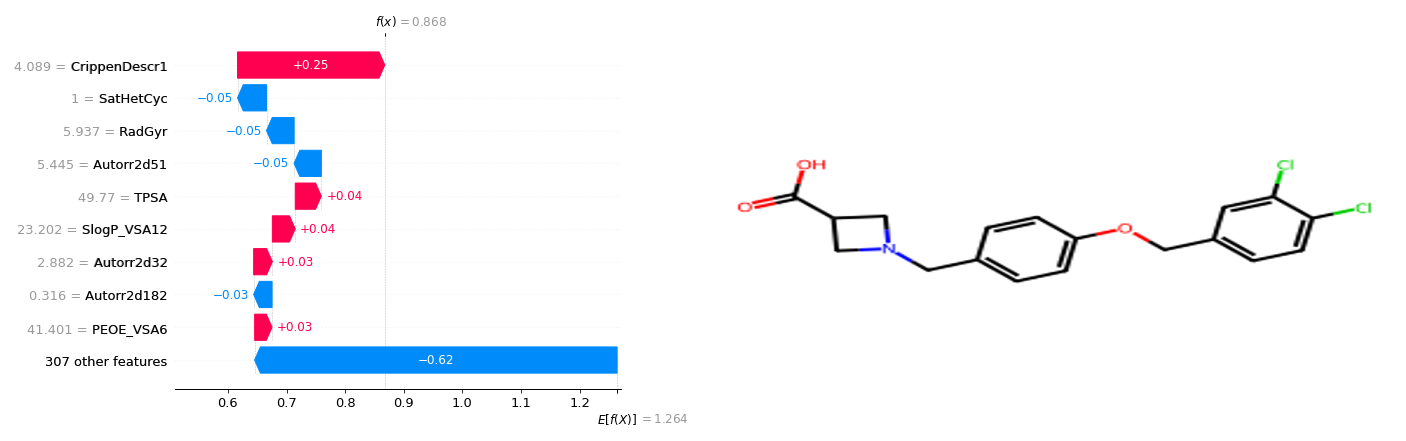 f(x) = 0.868
4.089 = CrippenDescr1 +0.25
1 = SatHetCyc −0.05
5.937 = RadGyr −0.05
5.445 = Autorr2d51 −0.05
49.77 = TPSA +0.04
23.202 = SlogP_VSA12 +0.04
2.882 = Autorr2d32 +0.03
0.316 = Autorr2d182 −0.03
41.401 = PEOE_VSA6 +0.03
307 other features −0.62
0.6 0.7 0.8 0.9 1.0 1.1 1.2
E[f(X)] = 1.264
OH
O
N
O
Cl
Cl